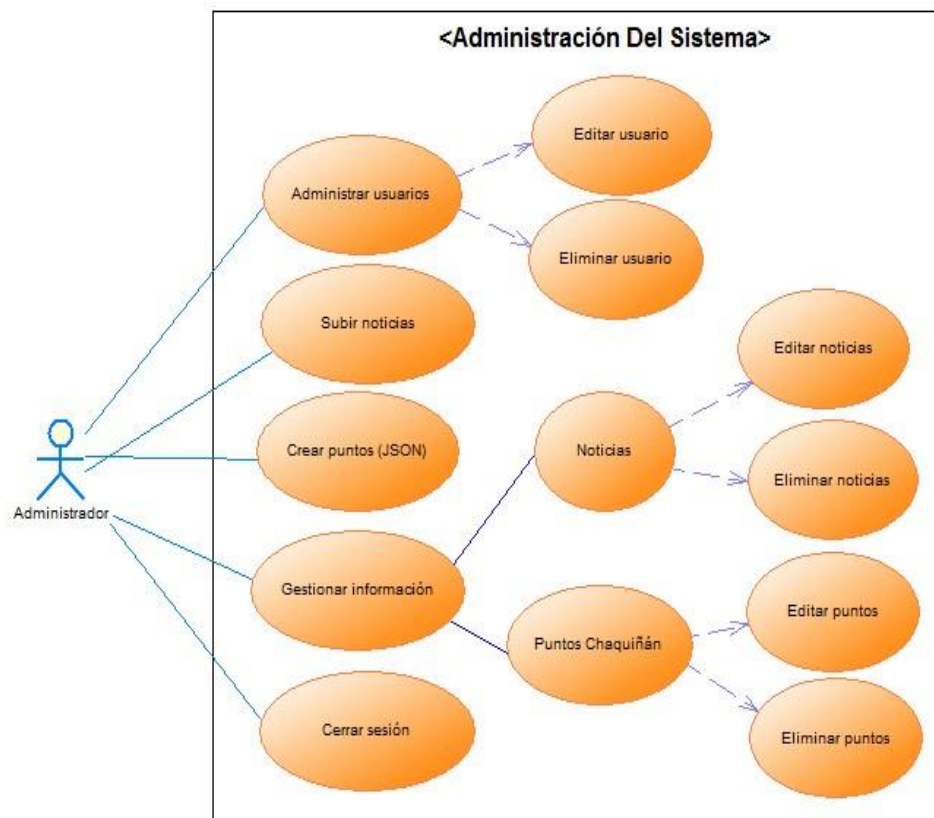 <Administración Del Sistema>
Editar usuario
Administrar usuarios
Eliminar usuario
Subir noticias
Editar noticias
Crear puntos (JSON)
Noticias
Eliminar noticias
Administrador
Gestionar información
Editar puntos
Puntos Chaquiñán
Cerrar sesión
Eliminar puntos